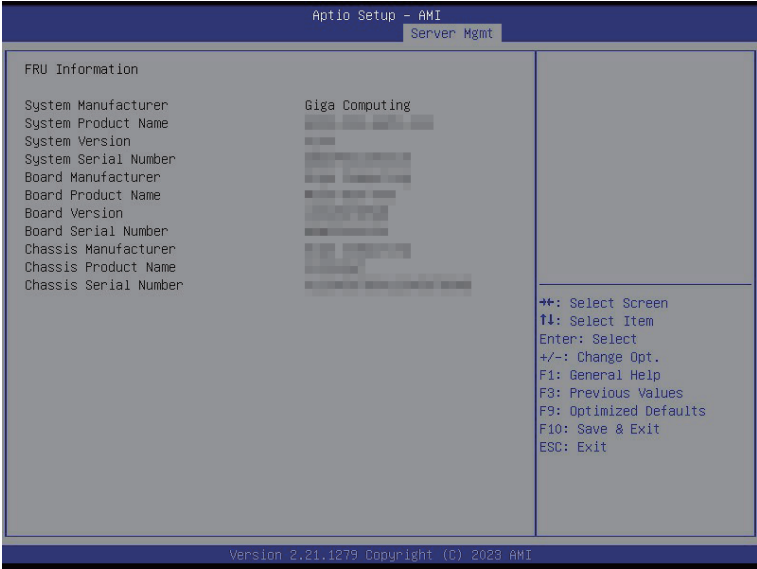 Aptio Setup – AMI
Server Mgmt
FRU Information
System Manufacturer Giga Computing
System Product Name
System Version
System Serial Number
Board Manufacturer
Board Product Name
Board Version
Board Serial Number
Chassis Manufacturer
Chassis Product Name
Chassis Serial Number
→←: Select Screen
↑↓: Select Item
Enter: Select
+/-: Change Opt.
F1: General Help
F3: Previous Values
F9: Optimized Defaults
F10: Save & Exit
ESC: Exit
Version 2.21.1279 Copyright (C) 2023 AMI